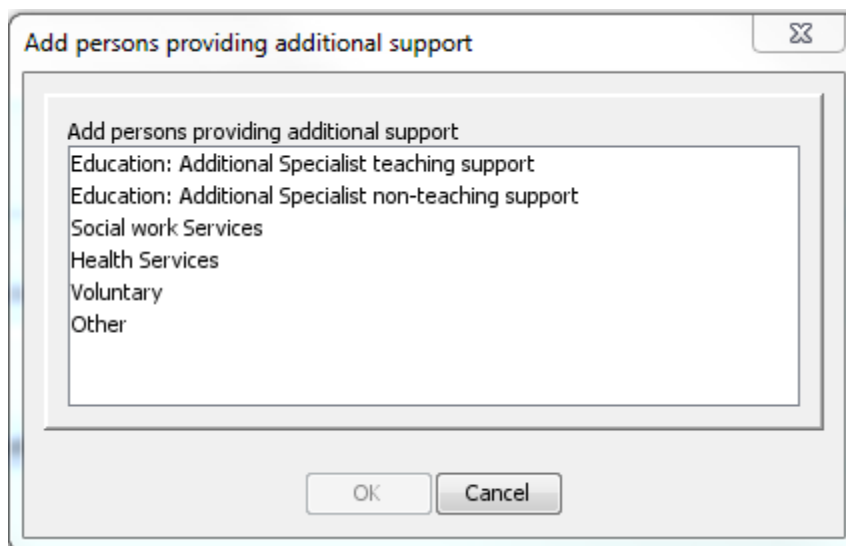 Add persons providing additional support
Add persons providing additional support
Education: Additional Specialist teaching support
Education: Additional Specialist non-teaching support
Social work Services
Health Services
Voluntary
Other
OK Cancel